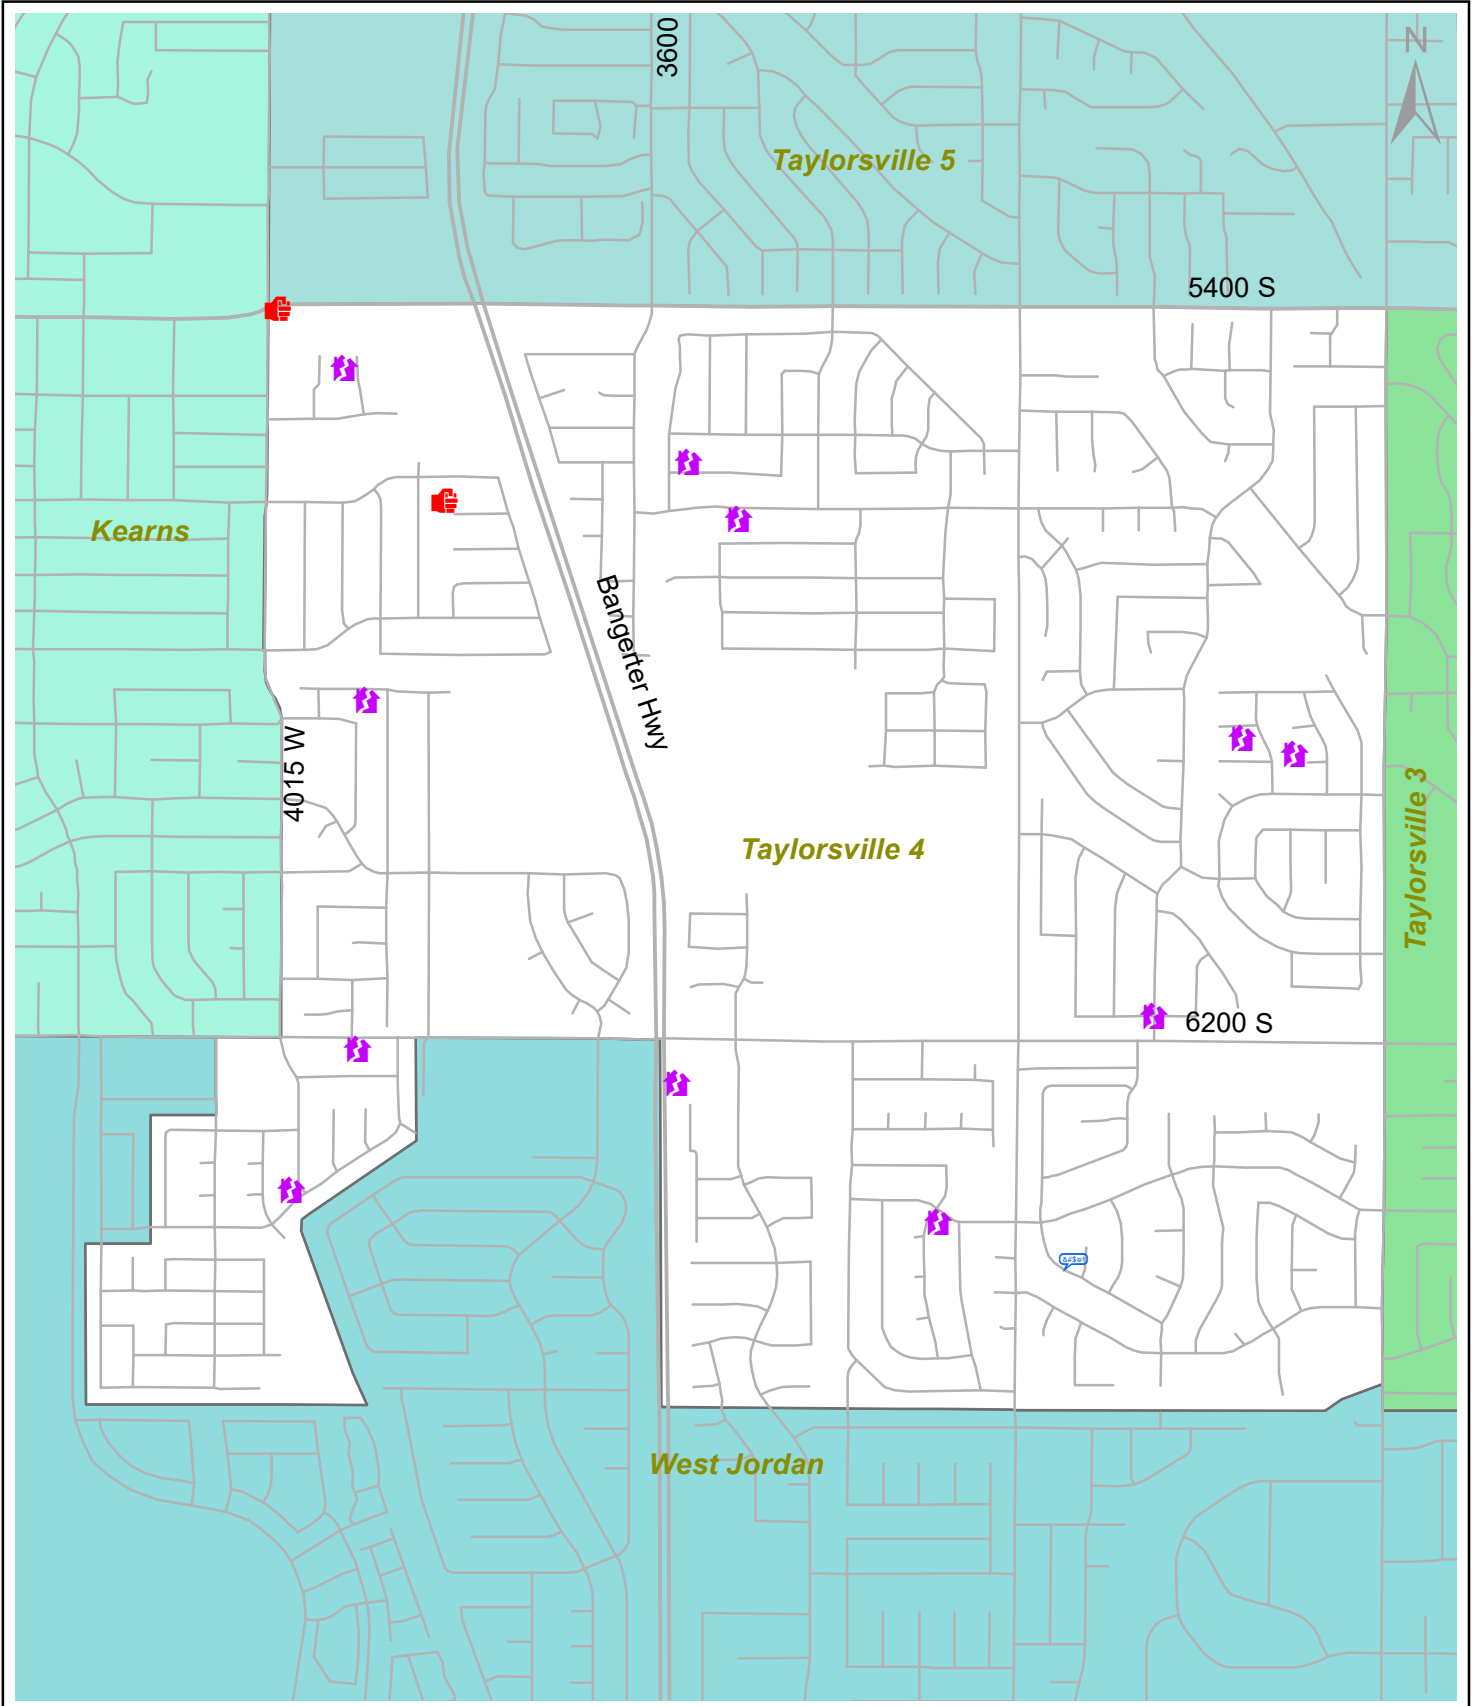 3600
N
Taylorsville 5
5400 S
Kearns
Bangerter Hwy
4015 W
Taylorsville 4
Taylorsville 3
6200 S
West Jordan